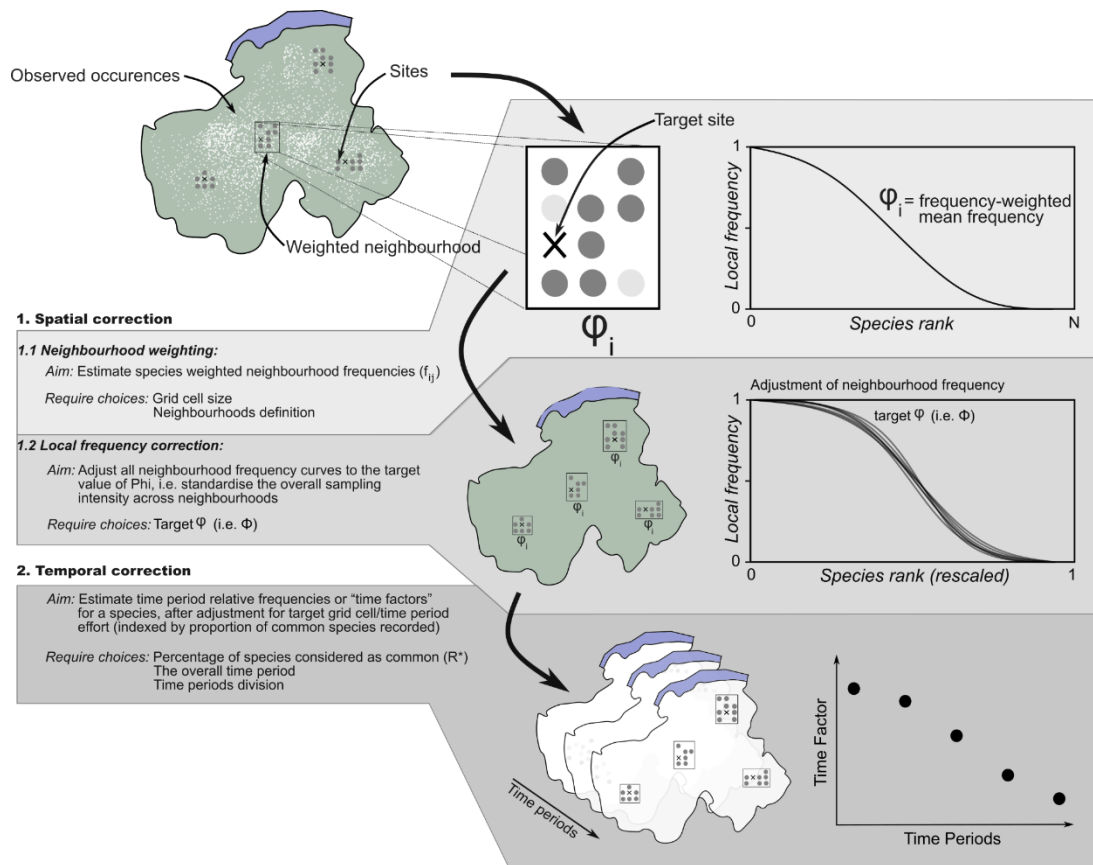 Observed occurences
Sites
Weighted neighbourhood
Target site
φi
1
Local frequency
0
φi = frequency-weighted
mean frequency
0
Species rank
N
1. Spatial correction
1.1 Neighbourhood weighting:
Aim: Estimate species weighted neighbourhood frequencies (fij)
Require choices: Grid cell size
Neighbourhoods definition
1.2 Local frequency correction:
Aim: Adjust all neighbourhood frequency curves to the target
value of Phi, i.e. standardise the overall sampling
intensity across neighbourhoods
Require choices: Target φ (i.e. Φ)
φi
φi
φi
φi
Adjustment of neighbourhood frequency
1
target φ (i.e. Φ)
Local frequency
0
0
Species rank (rescaled)
1
2. Temporal correction
Aim: Estimate time period relative frequencies or “time factors”
for a species, after adjustment for target grid cell/time period
effort (indexed by proportion of common species recorded)
Require choices: Percentage of species considered as common (R*)
The overall time period
Time periods division
Time periods
Time Factor
Time Periods